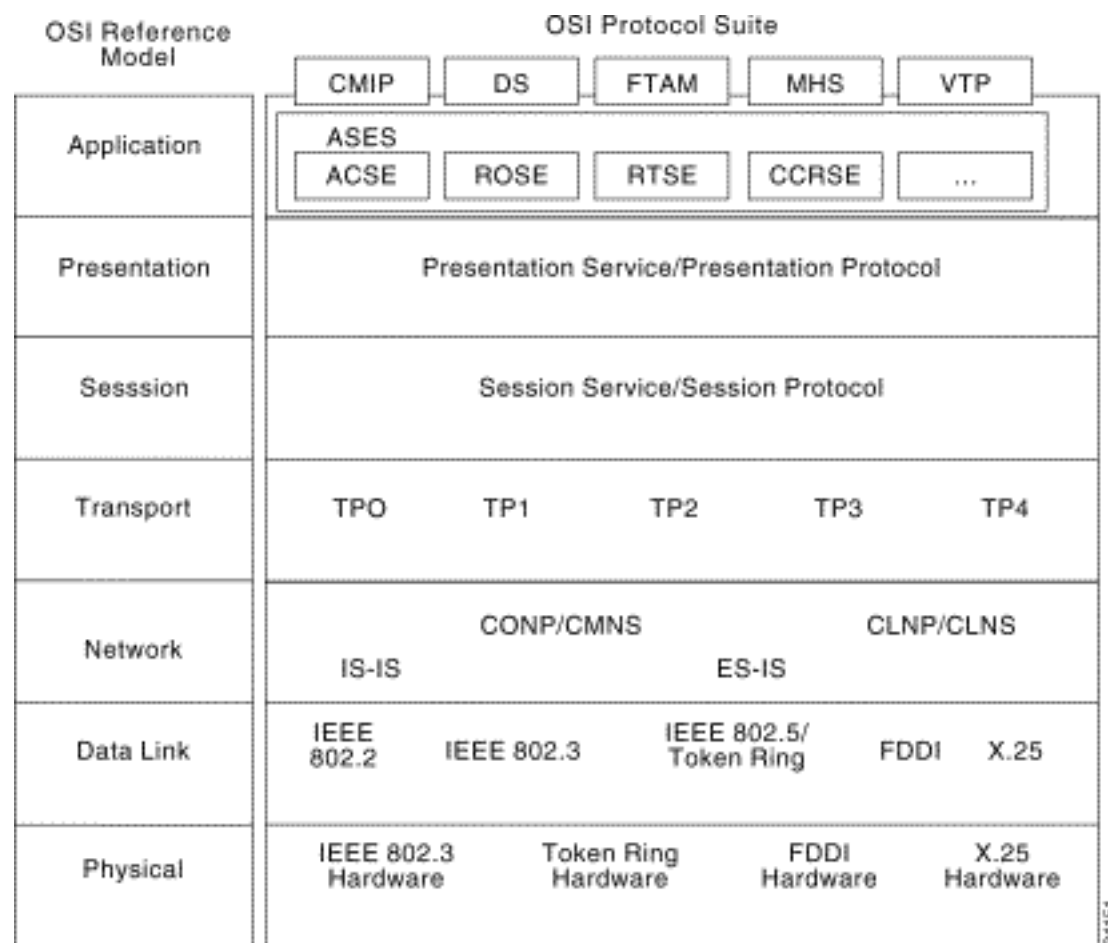 OSI Reference
Model
OSI Protocol Suite
CMIP
DS
FTAM
MHS
VTP
Application
ASES
ACSE
ROSE
RTSE
CCRSE
...
Presentation
Presentation Service/Presentation Protocol
Sesssion
Session Service/Session Protocol
Transport
TPO
TP1
TP2
TP3
TP4
Network
CONP/CMNS
CLNP/CLNS
IS-IS
ES-IS
Data Link
IEEE
802.2
IEEE 802.3
IEEE 802.5/
Token Ring
FDDI
X.25
Physical
IEEE 802.3
Hardware
Token Ring
Hardware
FDDI
Hardware
X.25
Hardware